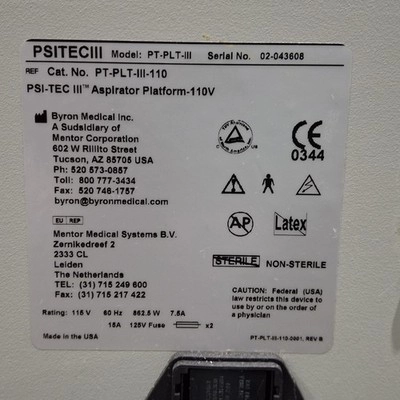 PSITECIII Model: PT-PLT-III Serial No. 02-043608
REF Cat. No. PT-PLT-III-110
PSI-TEC III™ Aspirator Platform-110V
Byron Medical Inc.
A Susdisiary of
Mentor Corporation
602 W Rillito Street
Tucson, AZ 85705 USA
Ph: 520 573-0857
Toll: 800 777-3434
Fax: 520 746-1757
byron@byronmedical.com
CE
0344
EU REP
Mentor Medical Systems B.V.
Zernikedreef 2
2333 CL
Leiden
The Netherlands
TEL: (31) 715 249 600
Fax: (31) 715 217 422
AP
Latex
STERILE NON-STERILE
CAUTION: Federal (USA)
law restricts this device to
use by or on the order of
a physician
Rating: 115 V 60 Hz 862.5 W 7.5A
15A 125V Fuse x2
Made in the USA
PT-PLT-III-110-0001, REV B